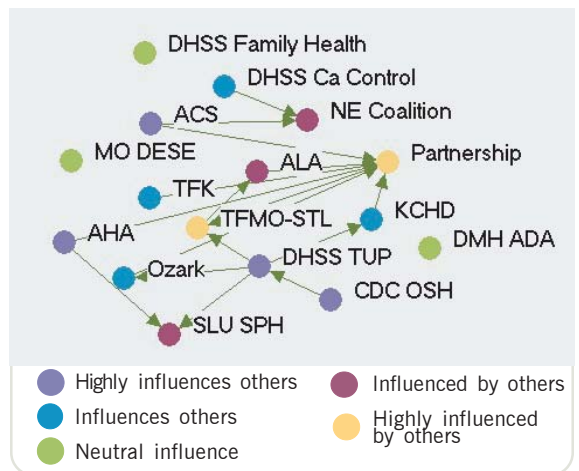 DHSS Family Health
DHSS Ca Control
ACS
NE Coalition
MO DESE
ALA
Partnership
TFK
TFMO-STL
KCHD
AHA
DMH ADA
Ozark
DHSS TUP
CDC OSH
SLU SPH
Highly influences others
Influences others
Neutral influence
Influenced by others
Highly influenced
by others